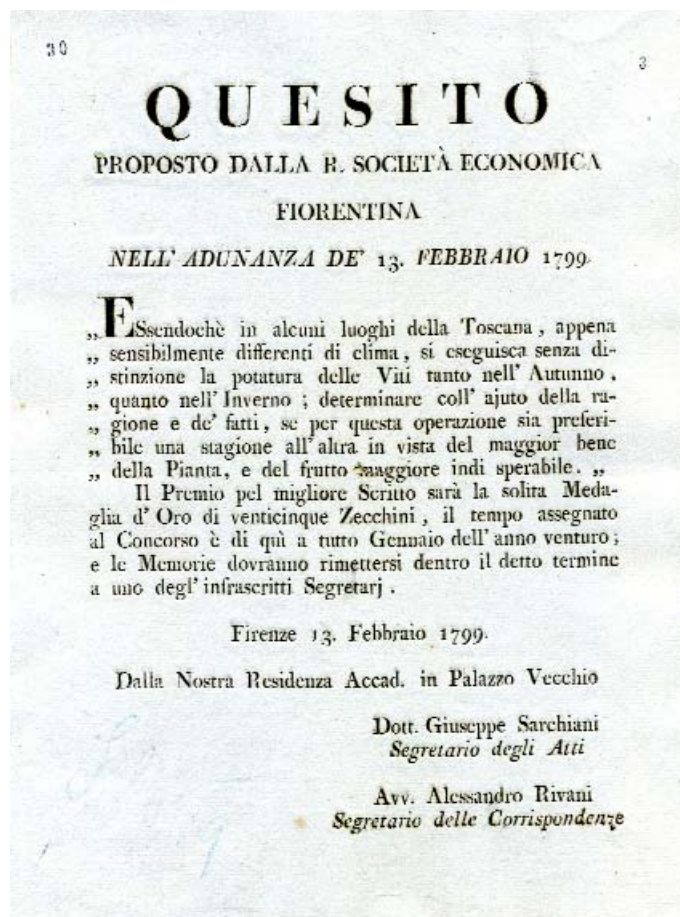 30
3
QUESITO
PROPOSTO DALLA R. SOCIETÀ ECONOMICA
FIORENTINA
NELL' ADUNANZA DE' 13. FEBBRAIO 1799.
„ ESsendochè in alcuni luoghi della Toscana, appena
„ sensibilmente differenti di clima, si eseguisca senza di-
„ stinzione la potatura delle Viti tanto nell' Autunno,
„ quanto nell' Inverno; determinare coll' ajuto della ra-
„ gione e de' fatti, se per questa operazione sia preferi-
„ bile una stagione all' altra in vista del maggior bene
„ della Pianta, e del frutto maggiore indi sperabile. „
Il Premio pel migliore Scritto sarà la solita Meda-
glia d' Oro di venticinque Zecchini, il tempo assegnato
al Concorso è di quì a tutto Gennaio dell' anno venturo;
e le Memorie dovranno rimettersi dentro il detto termine
a uno degl' infrascritti Segretarj.
Firenze 13. Febbraio 1799.
Dalla Nostra Residenza Accad. in Palazzo Vecchio
Dott. Giuseppe Sarchiani
Segretario degli Atti
Avv. Alessandro Rivani
Segretario delle Corrispondenze